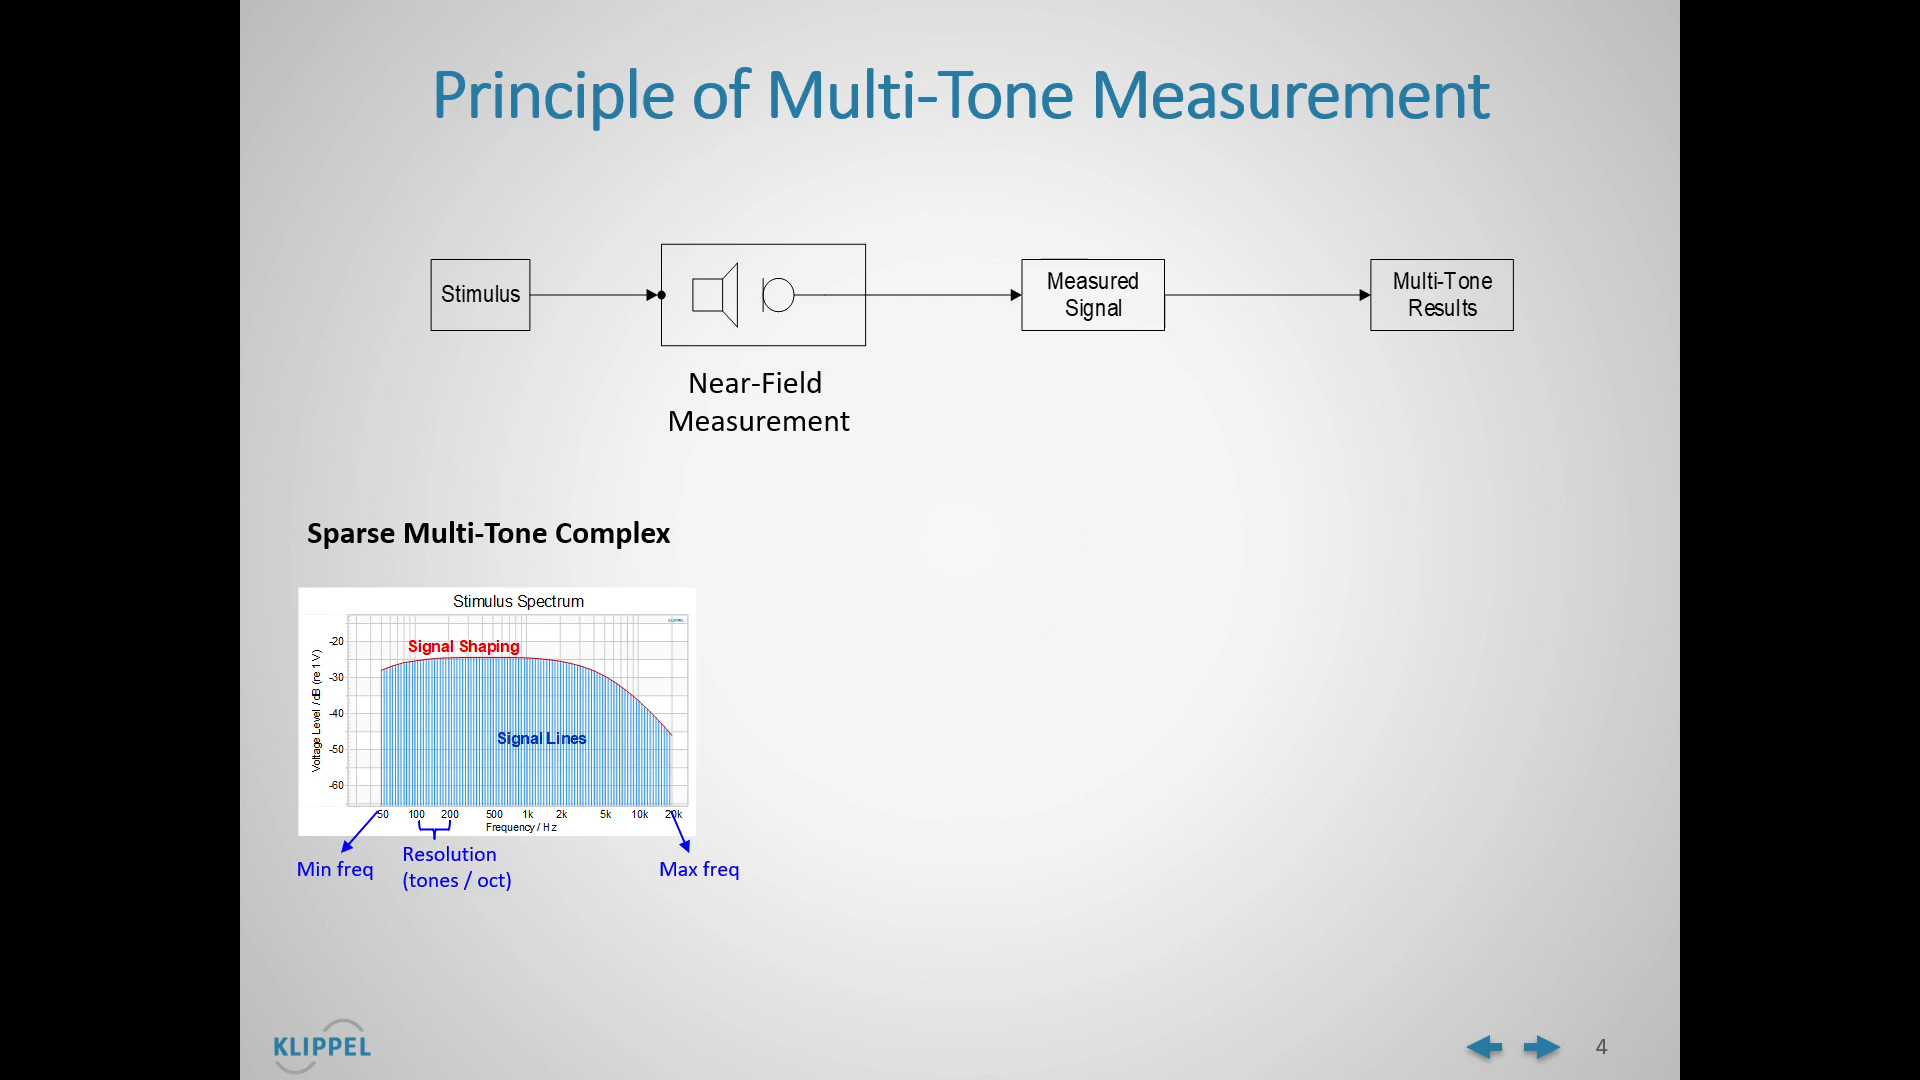 Principle of Multi-Tone Measurement
Stimulus
Measured
Signal
Multi-Tone
Results
Near-Field
Measurement
Sparse Multi-Tone Complex
Stimulus Spectrum
KLIPPEL
Signal Shaping
Signal Lines
Voltage Level / dB (re 1 V)
-20
-30
-40
-50
-60
50 100 200 500 1k 2k 5k 10k 20k
Frequency / Hz
Min freq
Resolution
(tones / oct)
Max freq
KLIPPEL
4